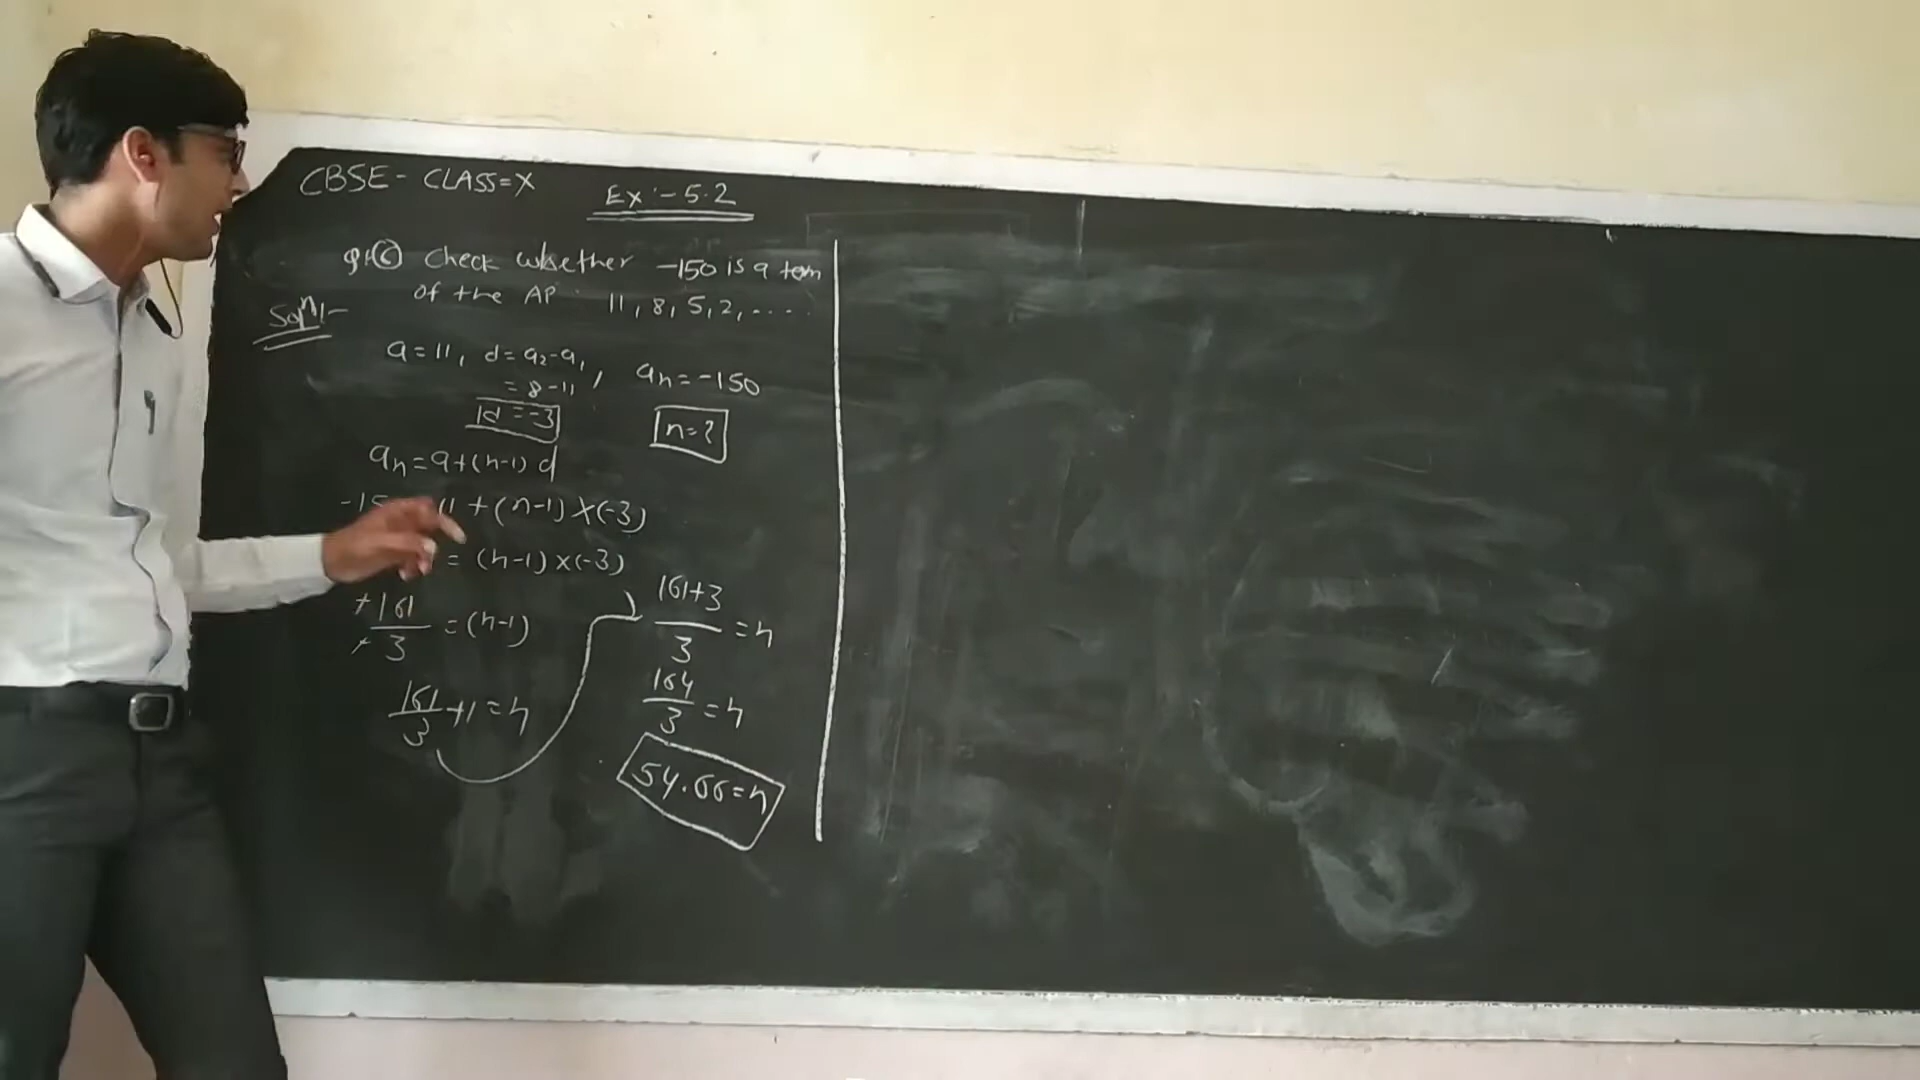 CBSE - CLASS=X
Ex:- 5.2
Q.(6) Check whether -150 is a term
of the AP 11, 8, 5, 2, ....
Solⁿ:-
a = 11, d = a₂-a₁, an = -150
= 8-11
d = -3
n = ?
an = a+(n-1) d
11 + (n-1) × (-3)
= (n-1) × (-3)
+161/+3 = (n-1)
161/3 + 1 = n
161+3/3 = n
164/3 = n
54.66 = n